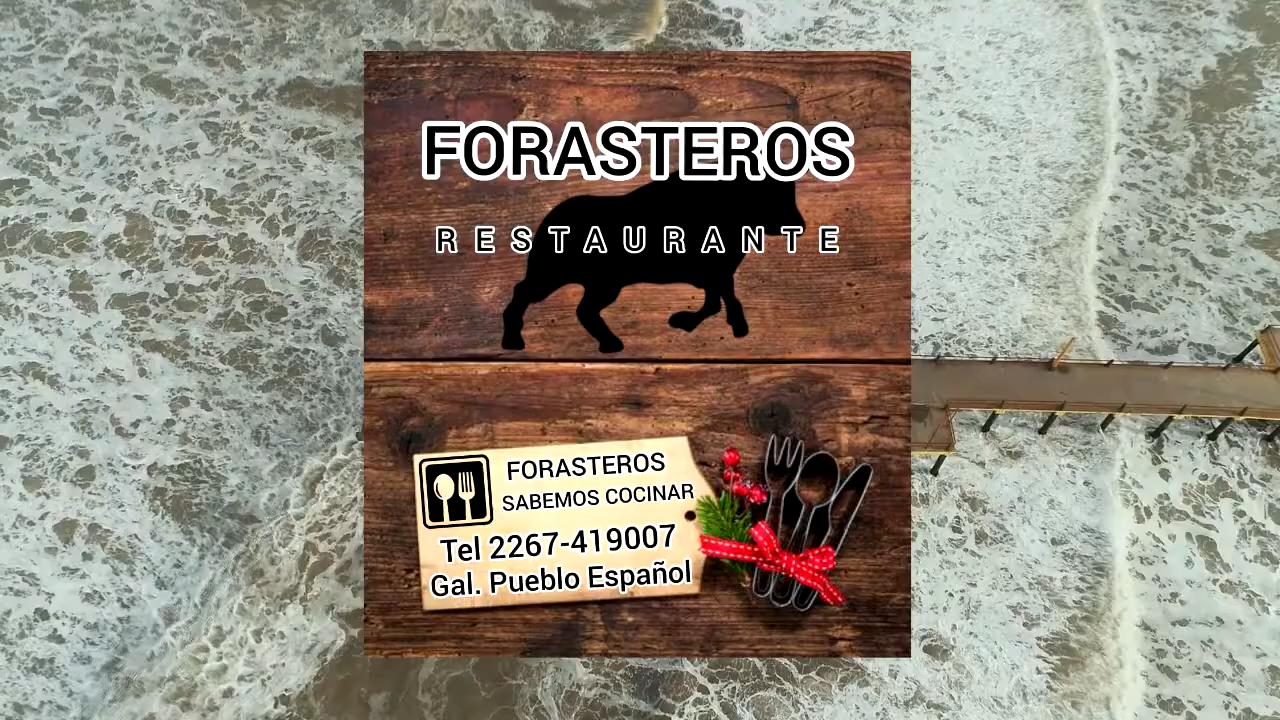 FORASTEROS
RESTAURANTE
FORASTEROS
SABEMOS COCINAR
Tel 2267-419007
Gal. Pueblo Español